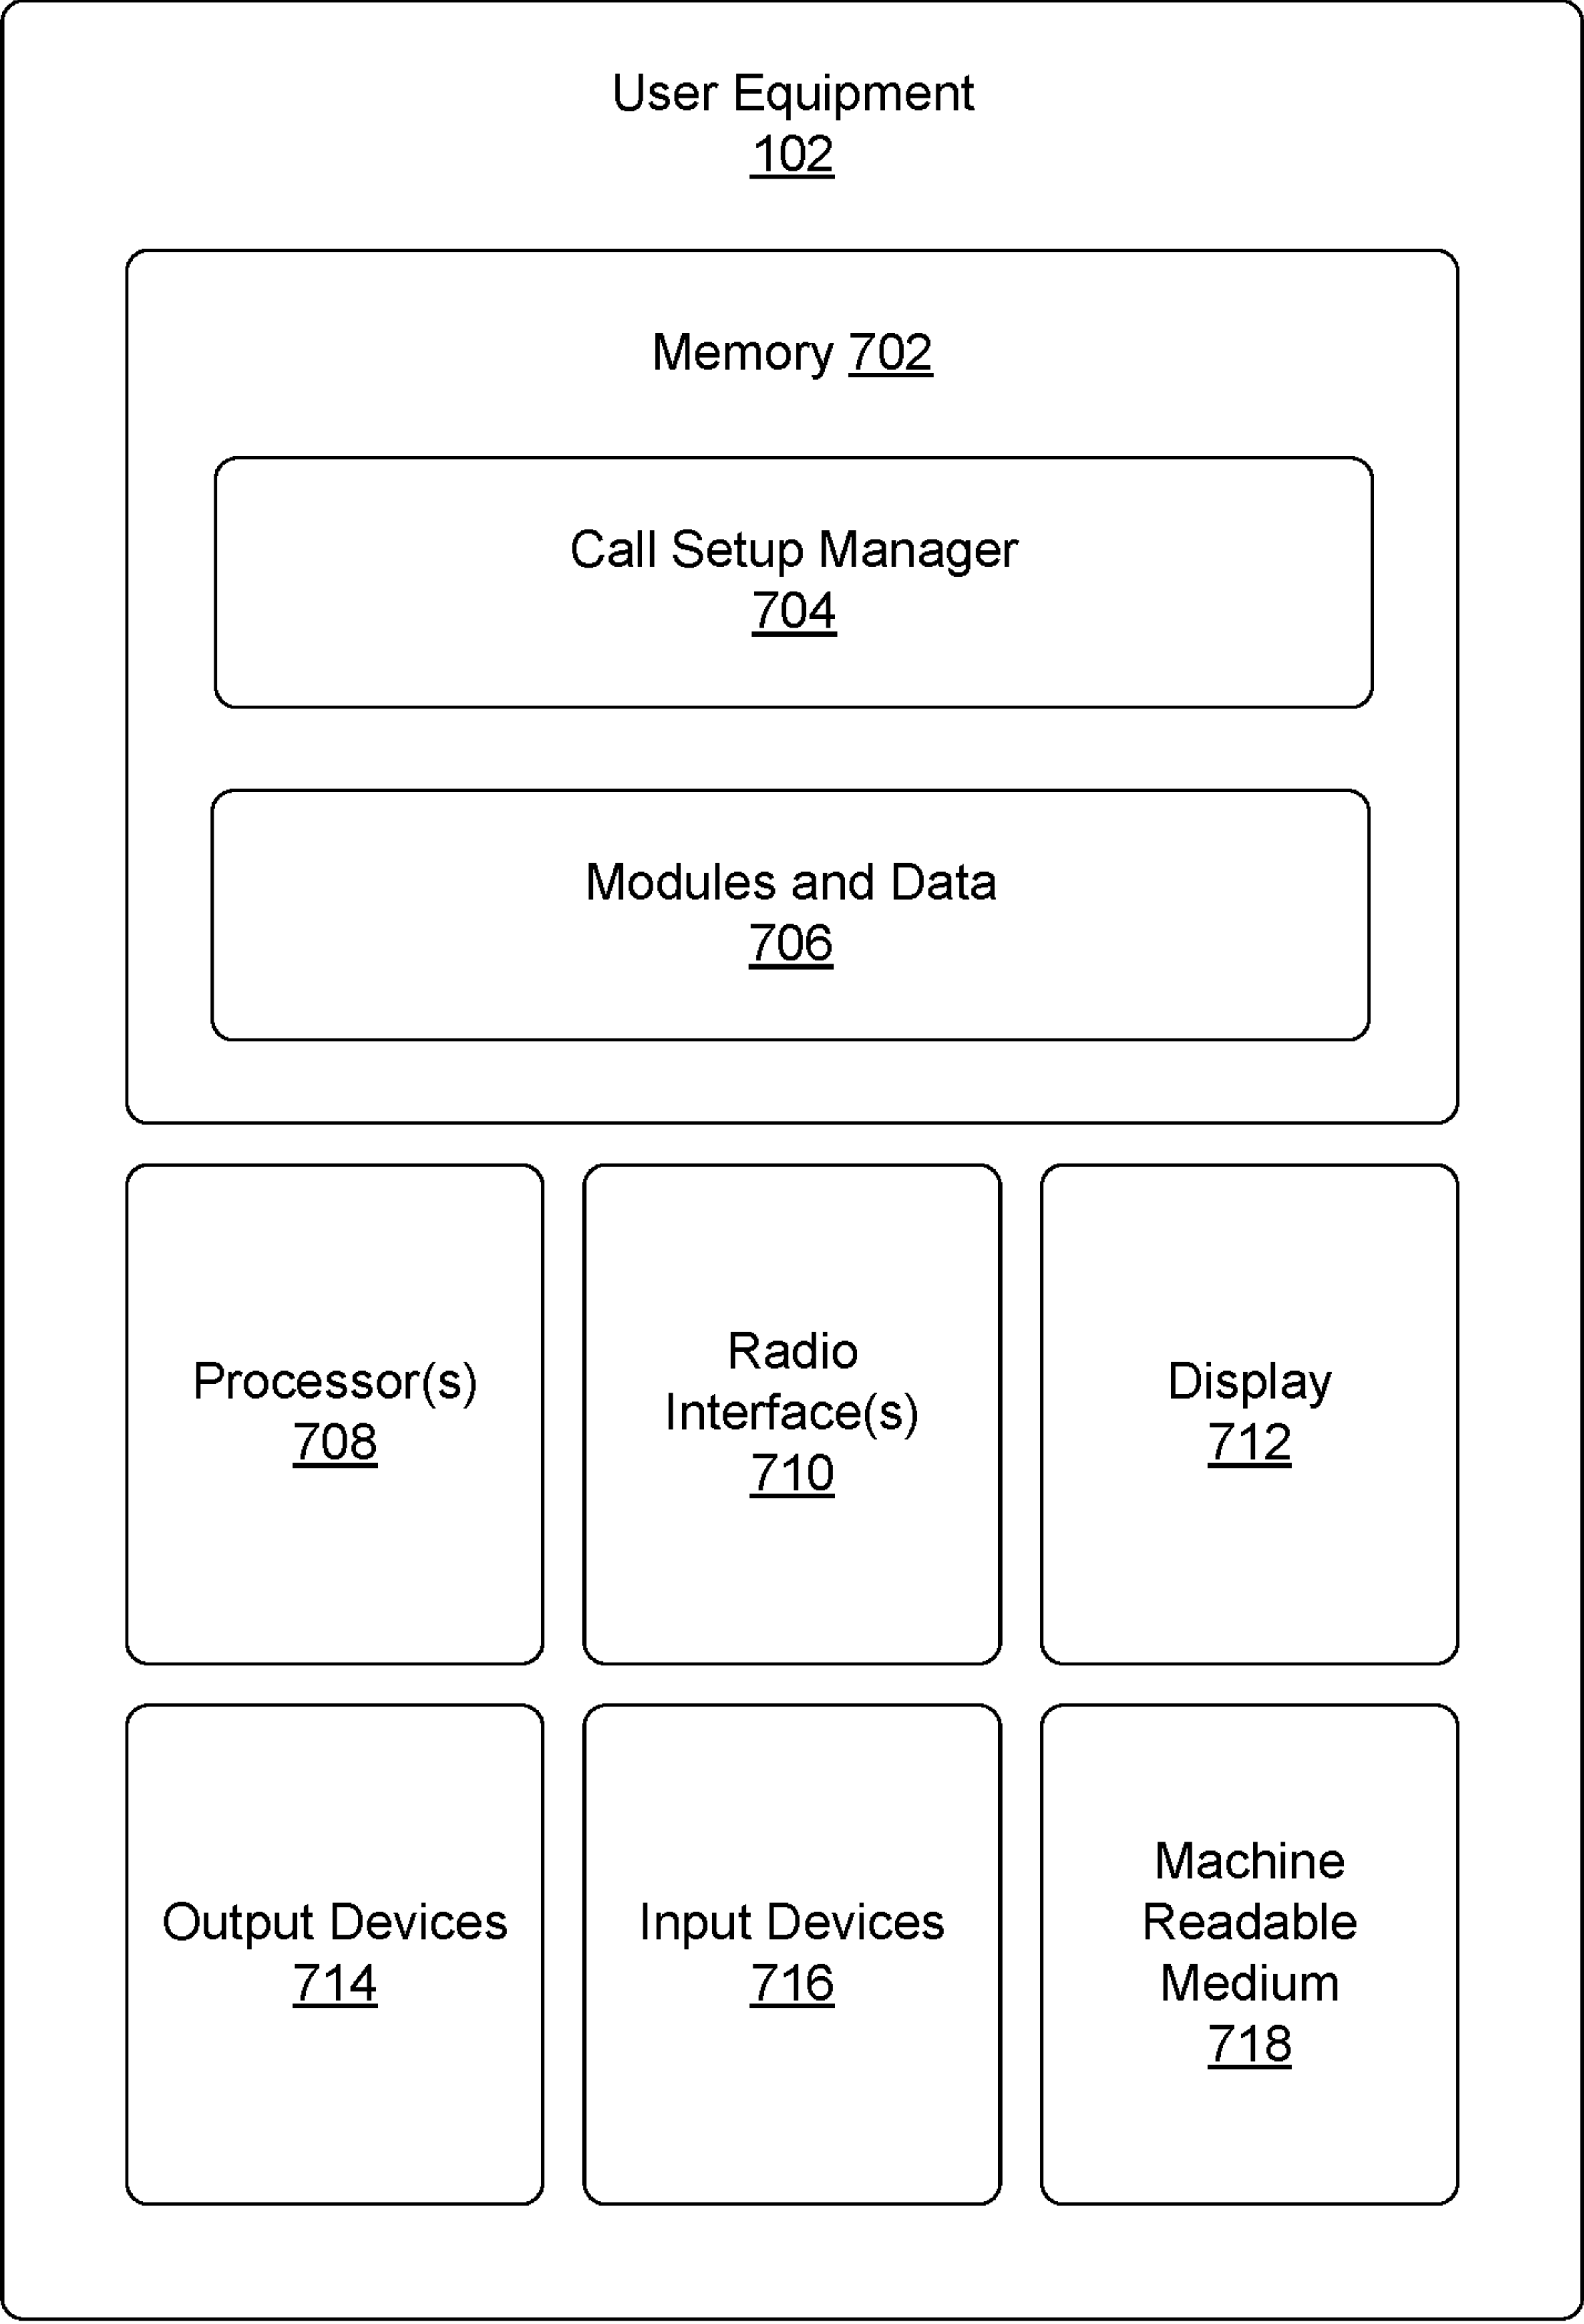 User Equipment
102
Memory 702
Call Setup Manager
704
Modules and Data
706
Processor(s)
708
Radio
Interface(s)
710
Display
712
Output Devices
714
Input Devices
716
Machine
Readable
Medium
718